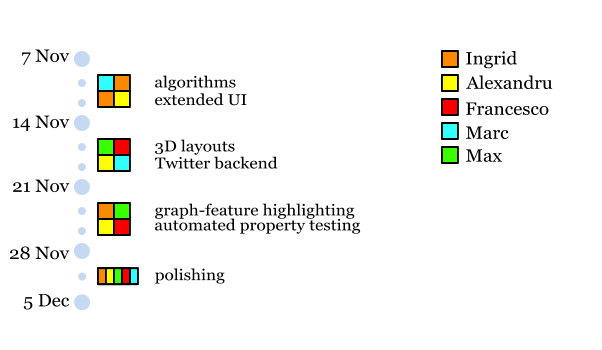 7 Nov
algorithms
extended UI
14 Nov
3D layouts
Twitter backend
21 Nov
graph-feature highlighting
automated property testing
28 Nov
polishing
5 Dec
Ingrid
Alexandru
Francesco
Marc
Max